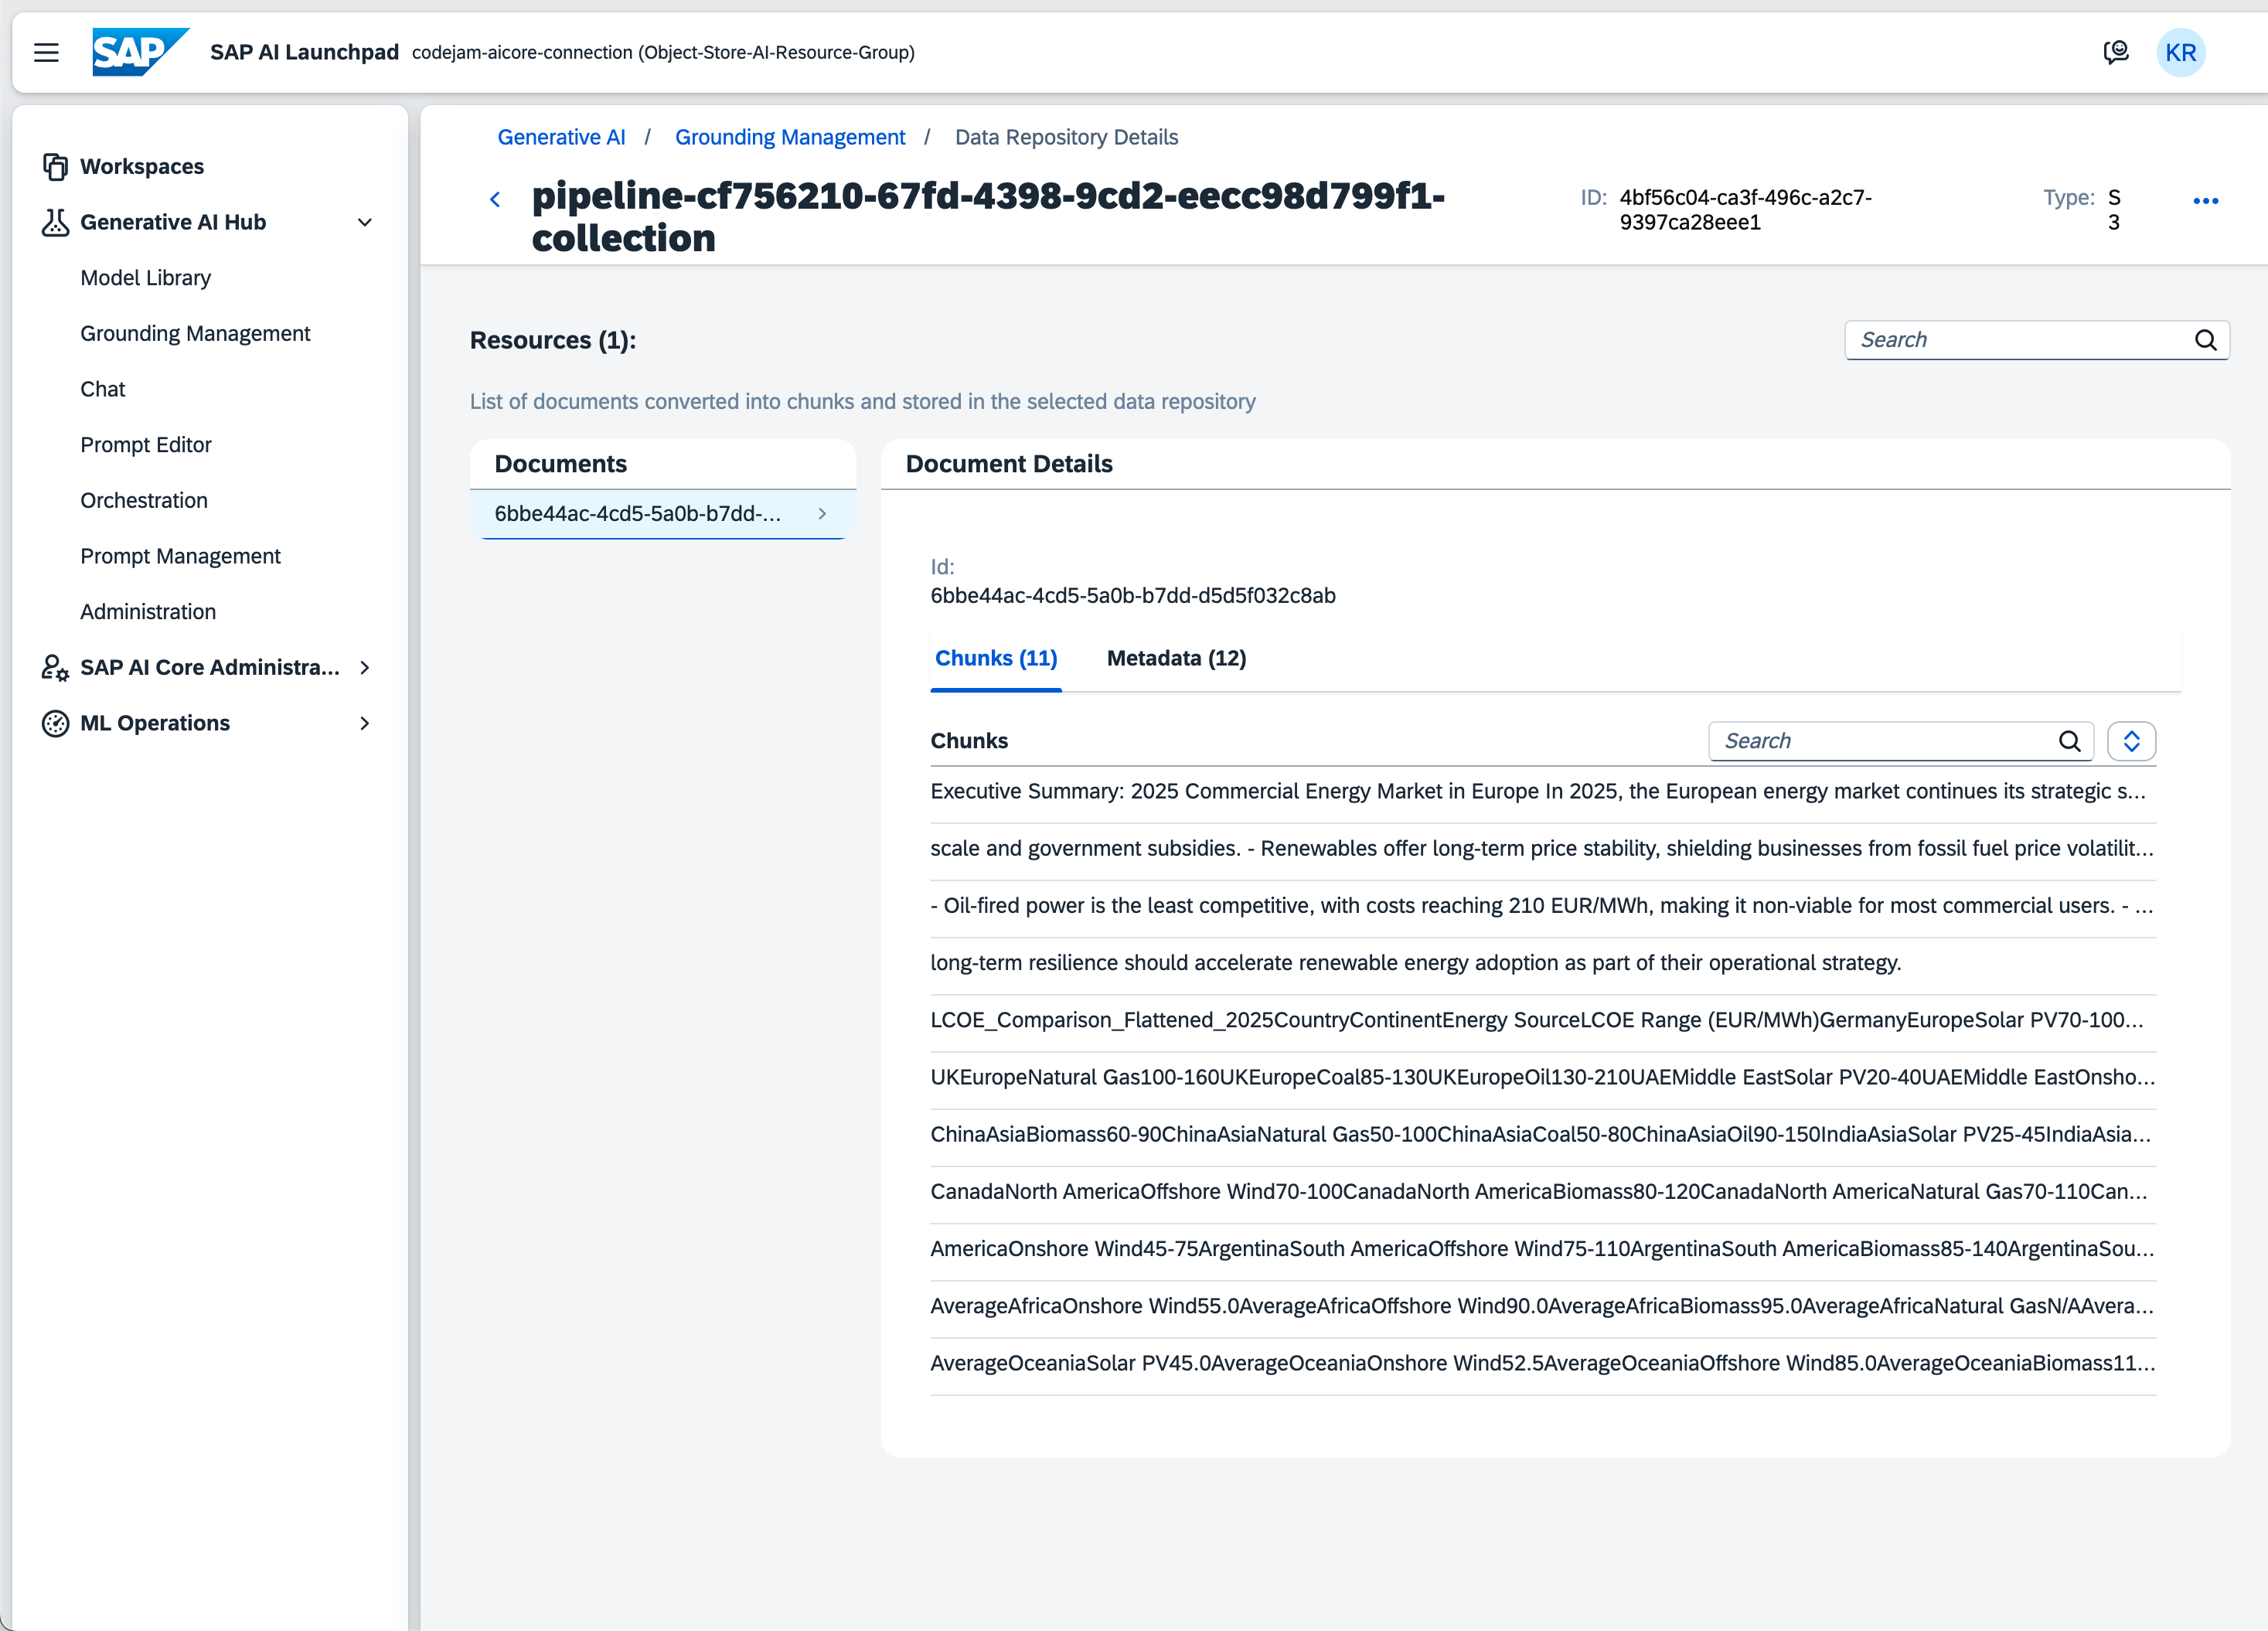 SAP SAP AI Launchpad codejam-aicore-connection (Object-Store-AI-Resource-Group) KR
Workspaces
Generative AI Hub
Model Library
Grounding Management
Chat
Prompt Editor
Orchestration
Prompt Management
Administration
SAP AI Core Administra...
ML Operations
Generative AI / Grounding Management / Data Repository Details
pipeline-cf756210-67fd-4398-9cd2-eecc98d799f1-
collection
ID: 4bf56c04-ca3f-496c-a2c7-
9397ca28eee1
Type: S
3
Resources (1):
Search
List of documents converted into chunks and stored in the selected data repository
Documents
6bbe44ac-4cd5-5a0b-b7dd-...
Document Details
Id:
6bbe44ac-4cd5-5a0b-b7dd-d5d5f032c8ab
Chunks (11) Metadata (12)
Chunks
Search
Executive Summary: 2025 Commercial Energy Market in Europe In 2025, the European energy market continues its strategic s...
scale and government subsidies. - Renewables offer long-term price stability, shielding businesses from fossil fuel price volatilit...
- Oil-fired power is the least competitive, with costs reaching 210 EUR/MWh, making it non-viable for most commercial users. - ...
long-term resilience should accelerate renewable energy adoption as part of their operational strategy.
LCOE_Comparison_Flattened_2025CountryContinentEnergy SourceLCOE Range (EUR/MWh)GermanyEuropeSolar PV70-100...
UKEuropeNatural Gas100-160UKEuropeCoal85-130UKEuropeOil130-210UAEMiddle EastSolar PV20-40UAEMiddle EastOnsho...
ChinaAsiaBiomass60-90ChinaAsiaNatural Gas50-100ChinaAsiaCoal50-80ChinaAsiaOil90-150IndiaAsiaSolar PV25-45IndiaAsia...
CanadaNorth AmericaOffshore Wind70-100CanadaNorth AmericaBiomass80-120CanadaNorth AmericaNatural Gas70-110Can...
AmericaOnshore Wind45-75ArgentinaSouth AmericaOffshore Wind75-110ArgentinaSouth AmericaBiomass85-140ArgentinaSou...
AverageAfricaOnshore Wind55.0AverageAfricaOffshore Wind90.0AverageAfricaBiomass95.0AverageAfricaNatural GasN/AAvera...
AverageOceaniaSolar PV45.0AverageOceaniaOnshore Wind52.5AverageOceaniaOffshore Wind85.0AverageOceaniaBiomass11...